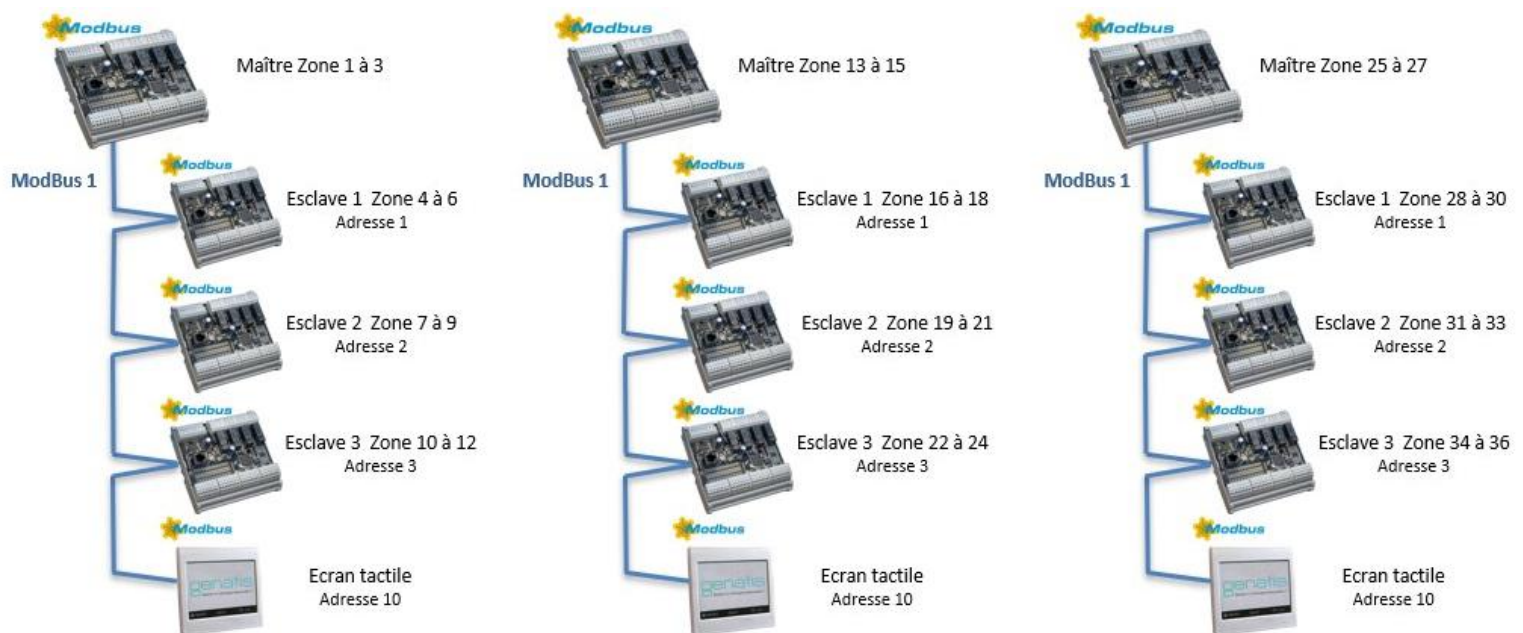 Modbus
Maître Zone 1 à 3
ModBus 1
Modbus
Esclave 1 Zone 4 à 6
Adresse 1
Modbus
Esclave 2 Zone 7 à 9
Adresse 2
Modbus
Esclave 3 Zone 10 à 12
Adresse 3
Modbus
genatis
Ecran tactile
Adresse 10
Modbus
Maître Zone 13 à 15
ModBus 1
Modbus
Esclave 1 Zone 16 à 18
Adresse 1
Modbus
Esclave 2 Zone 19 à 21
Adresse 2
Modbus
Esclave 3 Zone 22 à 24
Adresse 3
Modbus
genatis
Ecran tactile
Adresse 10
Modbus
Maître Zone 25 à 27
ModBus 1
Modbus
Esclave 1 Zone 28 à 30
Adresse 1
Modbus
Esclave 2 Zone 31 à 33
Adresse 2
Modbus
Esclave 3 Zone 34 à 36
Adresse 3
Modbus
genatis
Ecran tactile
Adresse 10